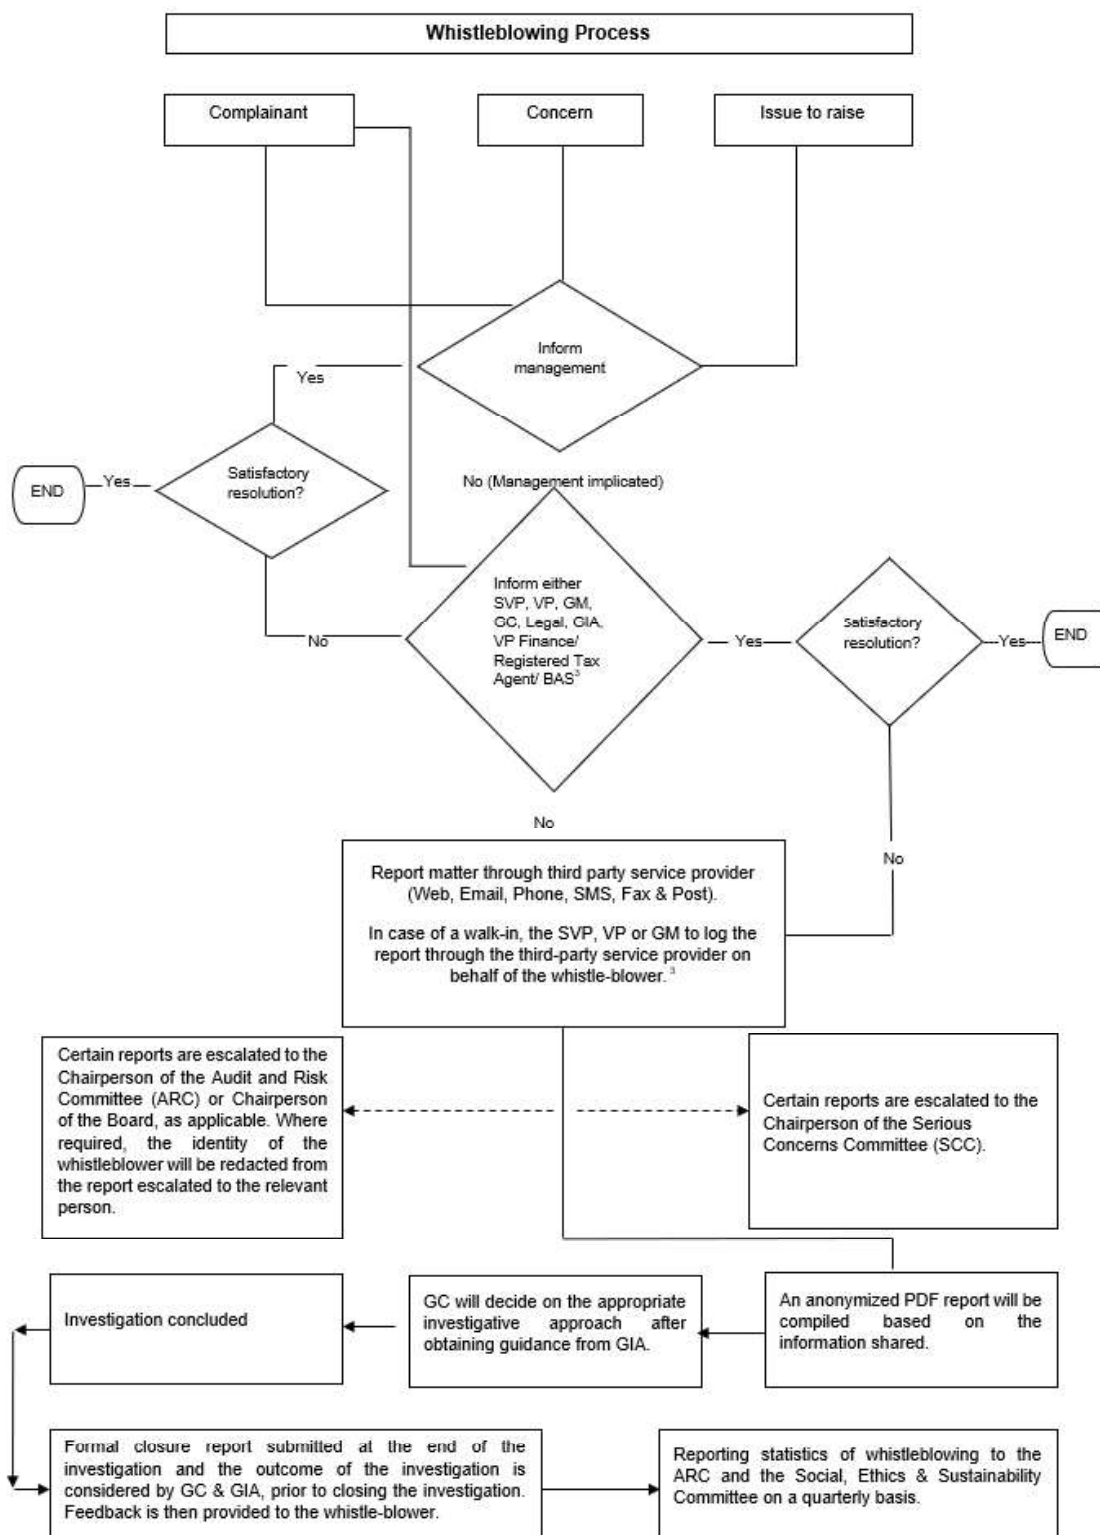 Whistleblowing Process
Complainant
Concern
Issue to raise
Inform
management
Yes
Satisfactory
resolution?
Yes
END
No (Management implicated)
Inform either
SVP, VP, GM,
GC, Legal, GIA,
VP Finance/
Registered Tax
Agent/ BAS³
No
Yes
Satisfactory
resolution?
Yes
END
No
No
Report matter through third party service provider
(Web, Email, Phone, SMS, Fax & Post).
In case of a walk-in, the SVP, VP or GM to log the
report through the third-party service provider on
behalf of the whistle-blower. ³
Certain reports are escalated to the
Chairperson of the Audit and Risk
Committee (ARC) or Chairperson
of the Board, as applicable. Where
required, the identity of the
whistleblower will be redacted from
the report escalated to the relevant
person.
Certain reports are escalated to the
Chairperson of the Serious
Concerns Committee (SCC).
Investigation concluded
GC will decide on the appropriate
investigative approach after
obtaining guidance from GIA.
An anonymized PDF report will be
compiled based on the
information shared.
Formal closure report submitted at the end of the
investigation and the outcome of the investigation is
considered by GC & GIA, prior to closing the investigation.
Feedback is then provided to the whistle-blower.
Reporting statistics of whistleblowing to the
ARC and the Social, Ethics & Sustainability
Committee on a quarterly basis.